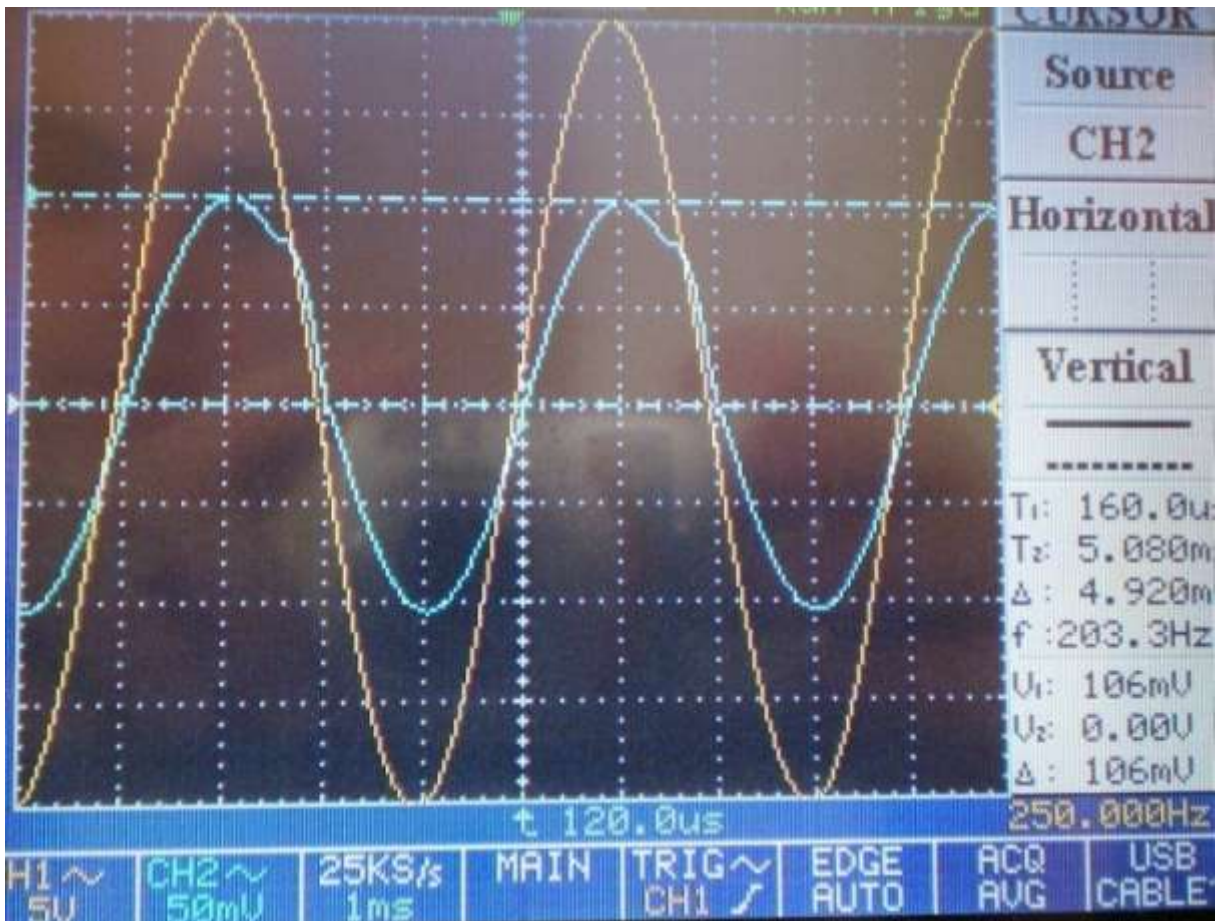 CURSOR
Source
CH2
Horizontal
Vertical
T₁: 160.0u
T₂: 5.080m
Δ: 4.920m
f:203.3Hz
V₁: 106mV
V₂: 0.00V
Δ: 106mV
120.0us
250.000Hz
H1
5V
CH2
50mV
25KS/s
1ms
MAIN
TRIG
CH1
EDGE
AUTO
ACQ
AVG
USB
CABLE